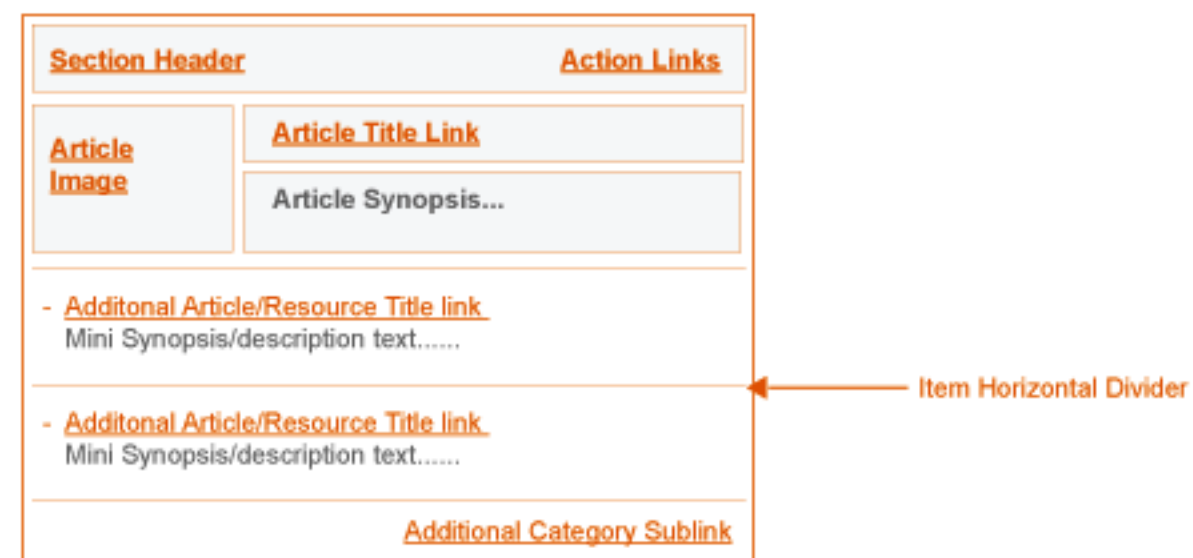 Section Header Action Links
Article
Image
Article Title Link
Article Synopsis...
- Additonal Article/Resource Title link
Mini Synopsis/description text......
Item Horizontal Divider
- Additonal Article/Resource Title link
Mini Synopsis/description text......
Additional Category Sublink